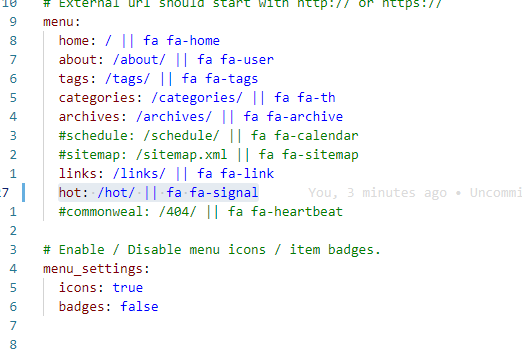 10 # External url should start with http:// or https://
9 menu:
8 home: / || fa fa-home
7 about: /about/ || fa fa-user
6 tags: /tags/ || fa fa-tags
5 categories: /categories/ || fa fa-th
4 archives: /archives/ || fa fa-archive
3 #schedule: /schedule/ || fa fa-calendar
2 #sitemap: /sitemap.xml || fa fa-sitemap
1 links: /links/ || fa fa-link
27 hot: /hot/ || fa fa-signal You, 3 minutes ago • Uncommi
1 #commonweal: /404/ || fa fa-heartbeat
2
3 # Enable / Disable menu icons / item badges.
4 menu_settings:
5 icons: true
6 badges: false
7
8